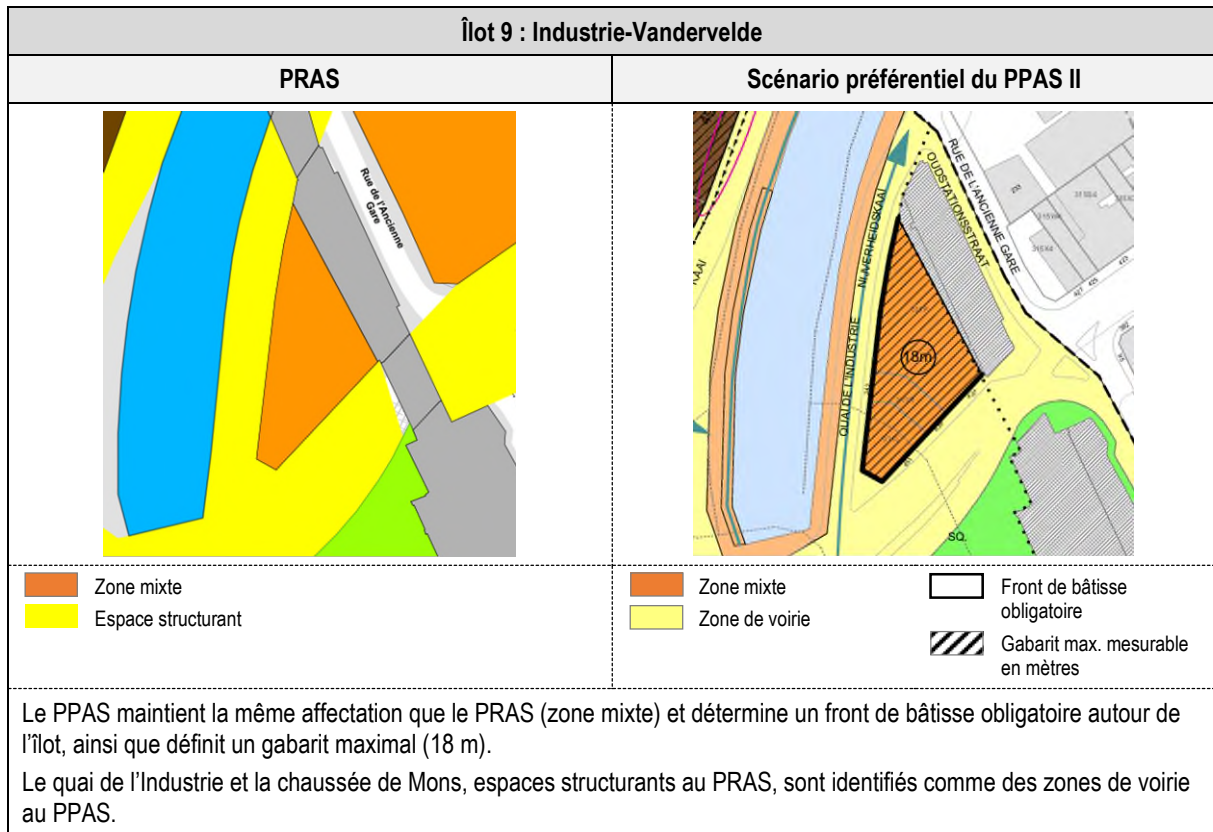 Îlot 9 : Industrie-Vandervelde
PRAS
Scénario préférentiel du PPAS II
Rue de l'Ancienne
Gare
KAAI
QUAI DE L'INDUSTRIE
NIJVERHEIDSKAAI
OUDSTATIONSSTRAAT
RUE DE L'ANCIENNE GARE
18m
SQ.
Zone mixte
Espace structurant
Zone mixte
Zone de voirie
Front de bâtisse
obligatoire
Gabarit max. mesurable
en mètres
Le PPAS maintient la même affectation que le PRAS (zone mixte) et détermine un front de bâtisse obligatoire autour de
l'îlot, ainsi que définit un gabarit maximal (18 m).
Le quai de l'Industrie et la chaussée de Mons, espaces structurants au PRAS, sont identifiés comme des zones de voirie
au PPAS.